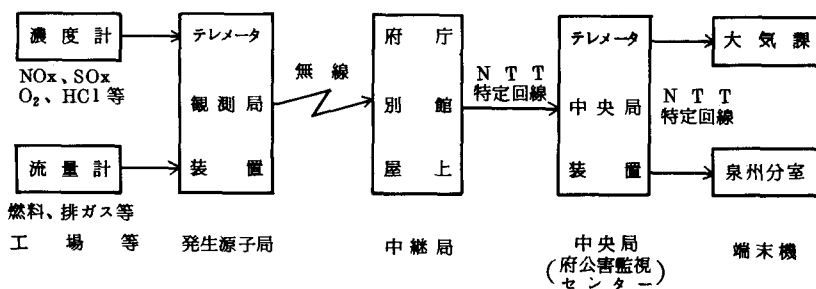 濃度計
NOx、SOx
O₂、HCl等
流量計
燃料、排ガス等
工場等
テレメータ
観測局
装置
発生源子局
無線
府庁
別館
屋上
中継局
NTT
特定回線
テレメータ
中央局
装置
中央局
(府公害監視
センター)
大気課
NTT
特定回線
泉州分室
端末機